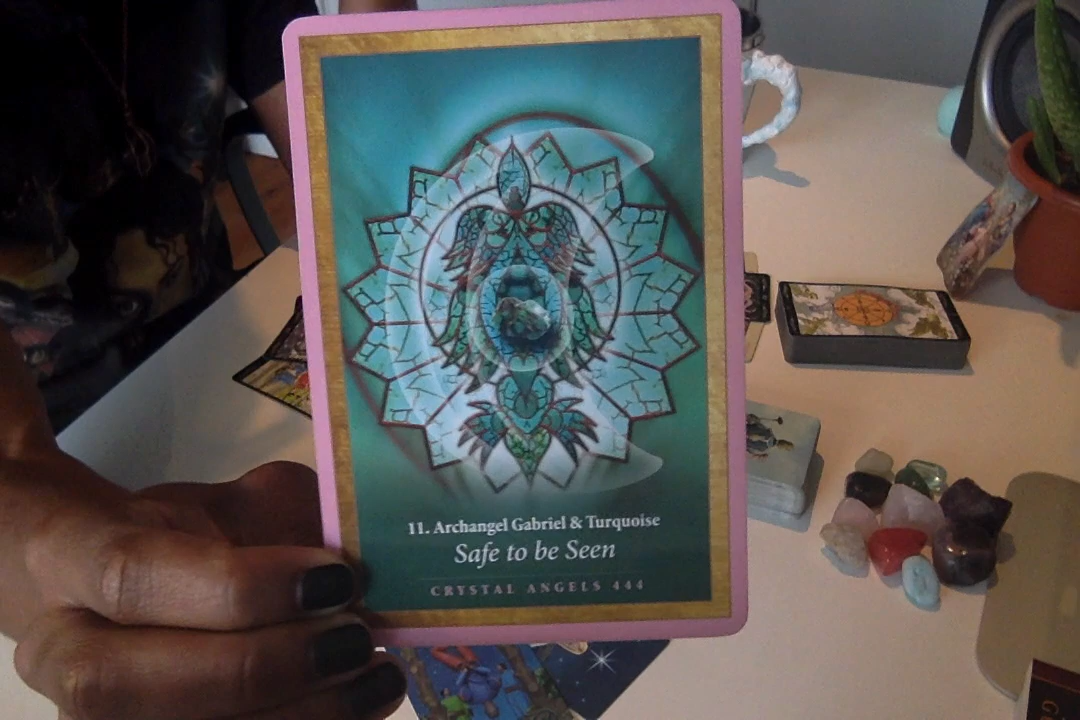 11. Archangel Gabriel & Turquoise
Safe to be Seen
CRYSTAL ANGELS 444
G